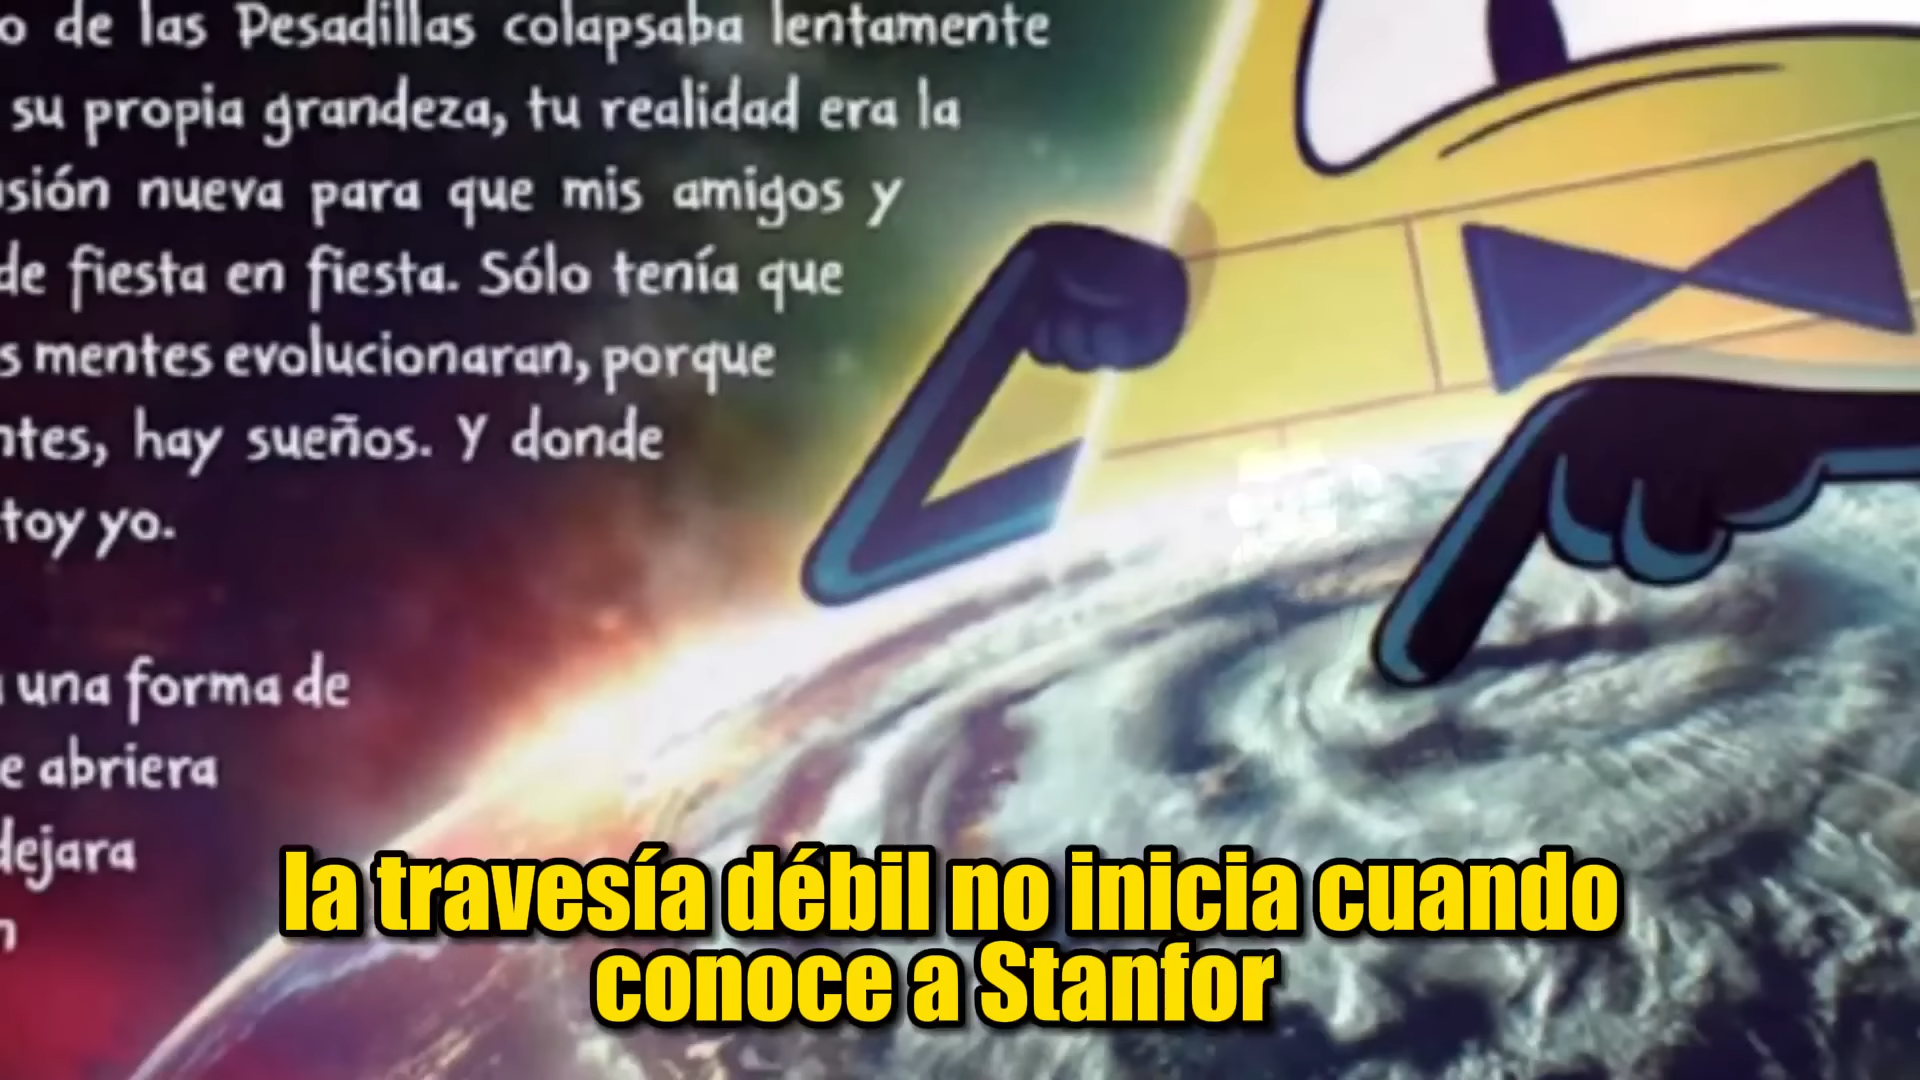 o de las Pesadillas colapsaba lentamente
su propia grandeza, tu realidad era la
sión nueva para que mis amigos y
de fiesta en fiesta. Sólo tenía que
s mentes evolucionaran, porque
ntes, hay sueños. Y donde
toy yo.
una forma de
e abriera
dejara
n
la travesía débil no inicia cuando
conoce a Stanfor